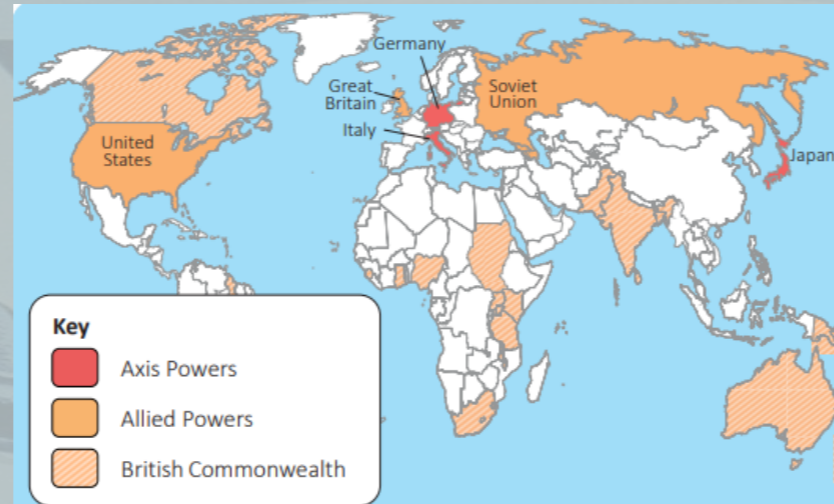 Germany
Great
Britain
Soviet
Union
Italy
United
States
Japan
Key
Axis Powers
Allied Powers
British Commonwealth